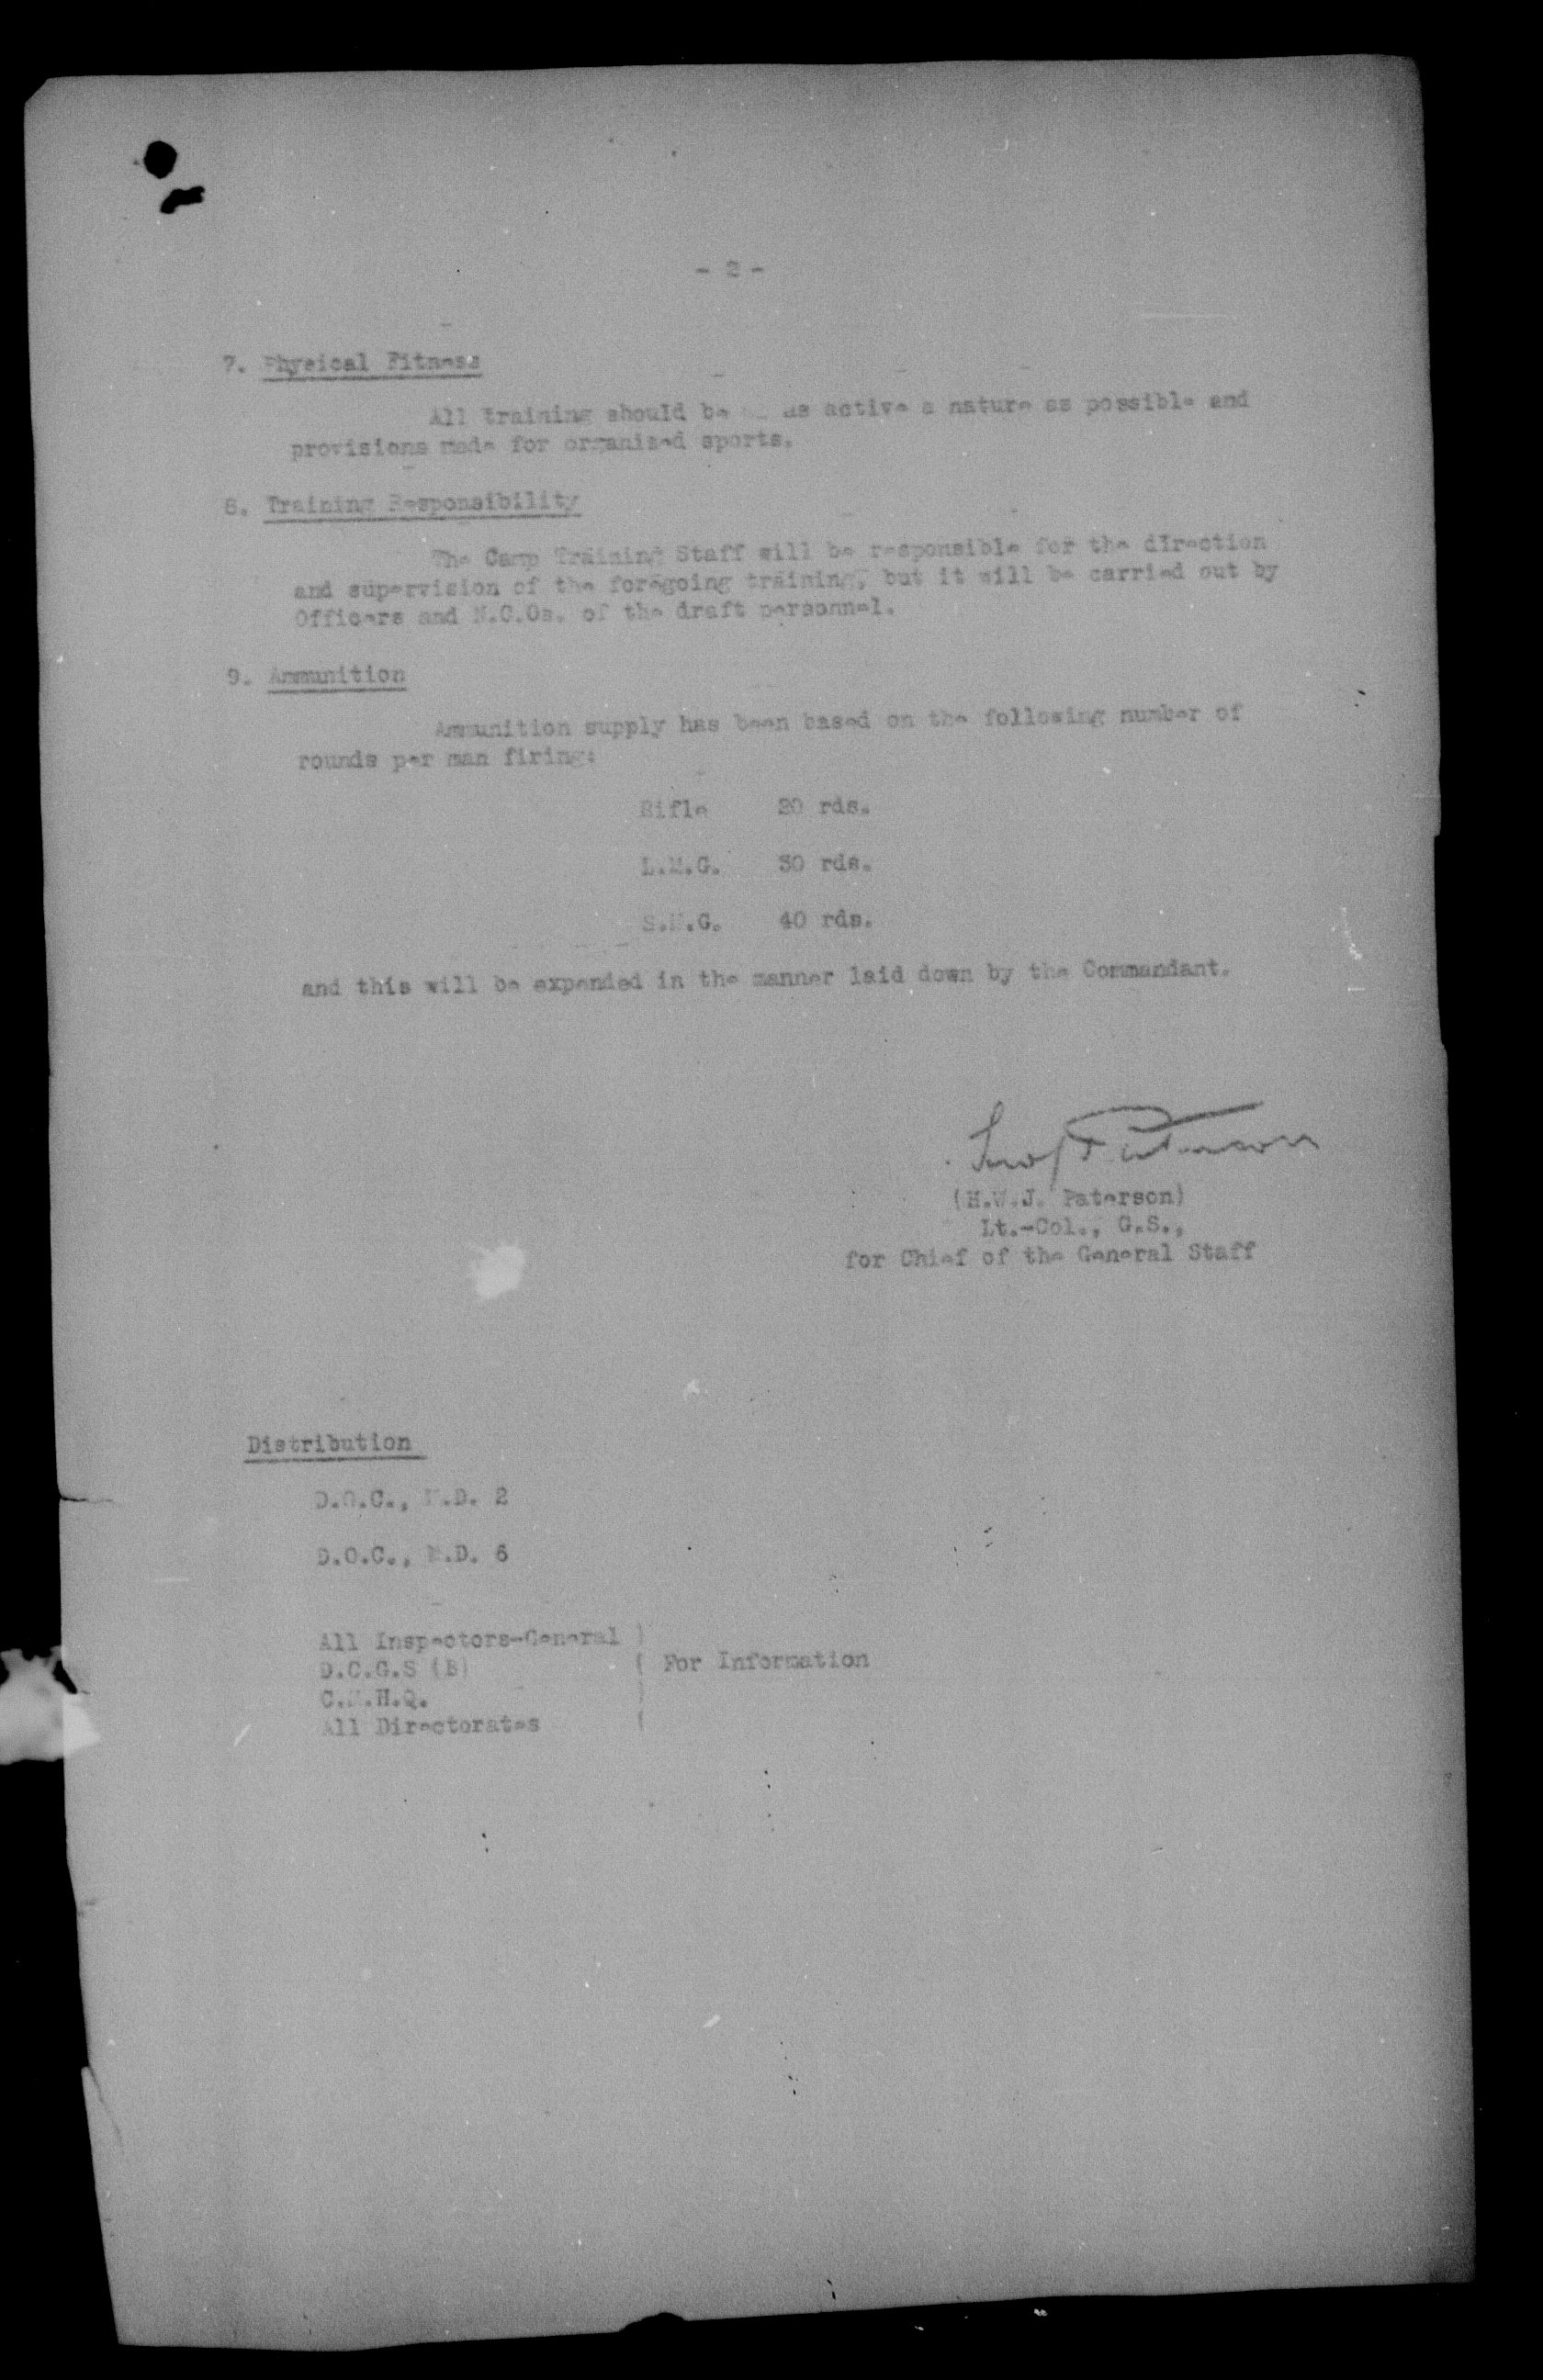 - 2 -
7. Physical Fitness
All training should be as active a nature as possible and
provisions made for organised sports.
8. Training Responsibility
The Camp Training Staff will be responsible for the direction
and supervision of the foregoing training, but it will be carried out by
Officers and N.C.Os. of the draft personnel.
9. Ammunition
Ammunition supply has been based on the following number of
rounds per man firing:
Rifle 20 rds.
L.M.G. 30 rds.
S.M.G. 40 rds.
and this will be expended in the manner laid down by the Commandant.
(H.W.J. Paterson)
Lt.-Col., G.S.,
for Chief of the General Staff
Distribution
D.O.C., M.D. 2
D.O.C., M.D. 6
All Inspectors-General )
D.C.G.S (B) ( For Information
C.M.H.Q. )
All Directorates (